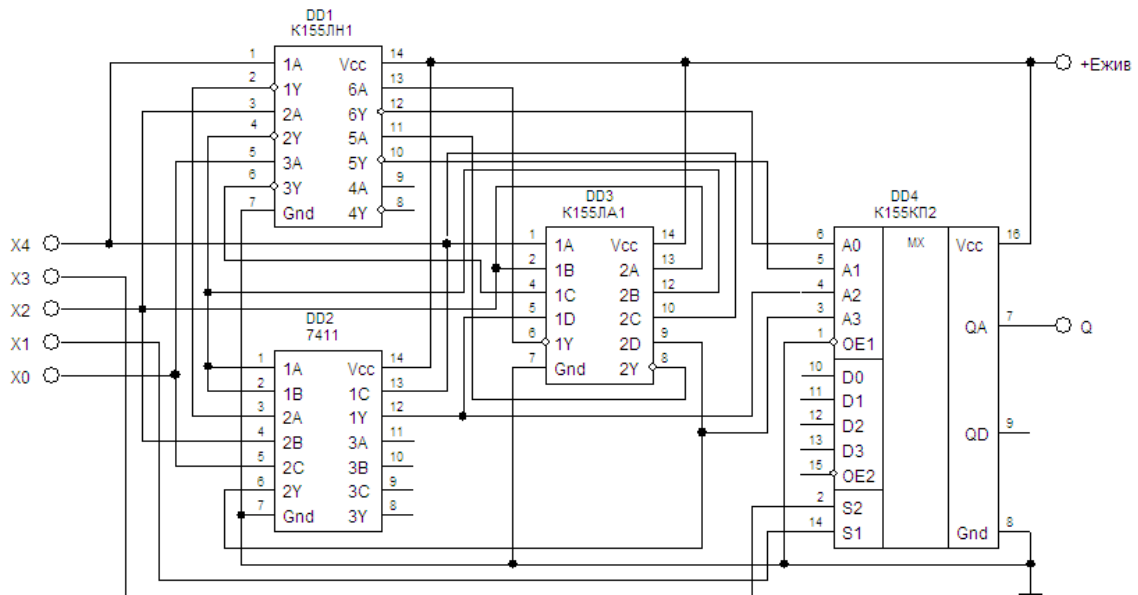 DD1
К155ЛН1
1 1A Vcc 14
2 1Y 6A 13
3 2A 6Y 12
4 2Y 5A 11
5 3A 5Y 10
6 3Y 4A 9
7 Gnd 4Y 8
+Ежив
X4
X3
X2
X1
X0
DD2
7411
1 1A Vcc 14
2 1B 1C 13
3 2A 1Y 12
4 2B 3A 11
5 2C 3B 10
6 2Y 3C 9
7 Gnd 3Y 8
DD3
К155ЛА1
1 1A Vcc 14
2 1B 2A 13
4 1C 2B 12
5 1D 2C 10
6 1Y 2D 9
7 Gnd 2Y 8
DD4
К155КП2
6 A0 MX Vcc 16
5 A1
4 A2
3 A3 QA 7 Q
1 OE1
10 D0
11 D1
12 D2 QD 9
13 D3
15 OE2
2 S2
14 S1 Gnd 8